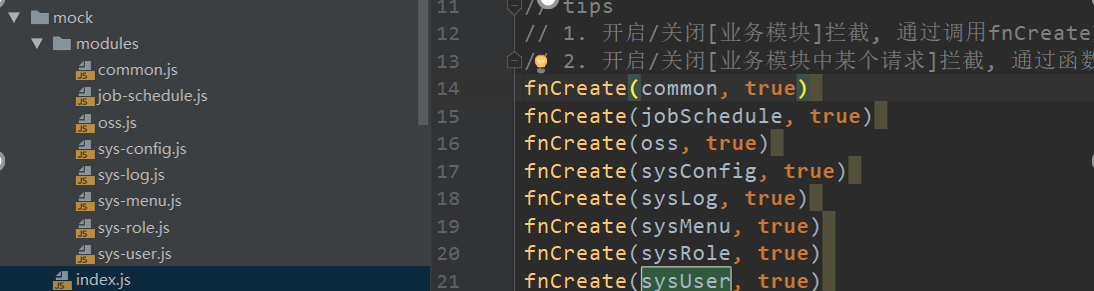 mock
modules
common.js
job-schedule.js
oss.js
sys-config.js
sys-log.js
sys-menu.js
sys-role.js
sys-user.js
index.js
11 // tips
12 // 1. 开启/关闭[业务模块]拦截, 通过调用fnCreate
13 / 2. 开启/关闭[业务模块中某个请求]拦截, 通过函数
14 fnCreate(common, true)
15 fnCreate(jobSchedule, true)
16 fnCreate(oss, true)
17 fnCreate(sysConfig, true)
18 fnCreate(sysLog, true)
19 fnCreate(sysMenu, true)
20 fnCreate(sysRole, true)
21 fnCreate(sysUser, true)